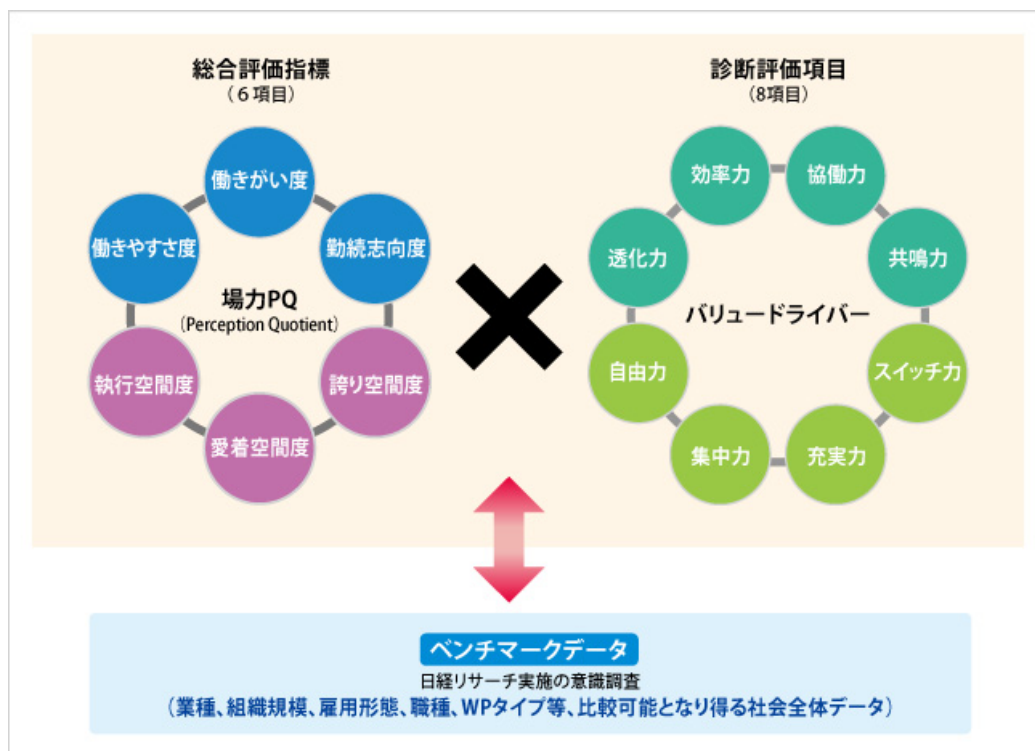 総合評価指標
（６項目）
働きがい度
働きやすさ度
勤続志向度
場力PQ
（Perception Quotient）
執行空間度
誇り空間度
愛着空間度
診断評価項目
（8項目）
効率力
協働力
透化力
共鳴力
バリュードライバー
自由力
スイッチ力
集中力
充実力
ベンチマークデータ
日経リサーチ実施の意識調査
（業種、組織規模、雇用形態、職種、WPタイプ等、比較可能となり得る社会全体データ）